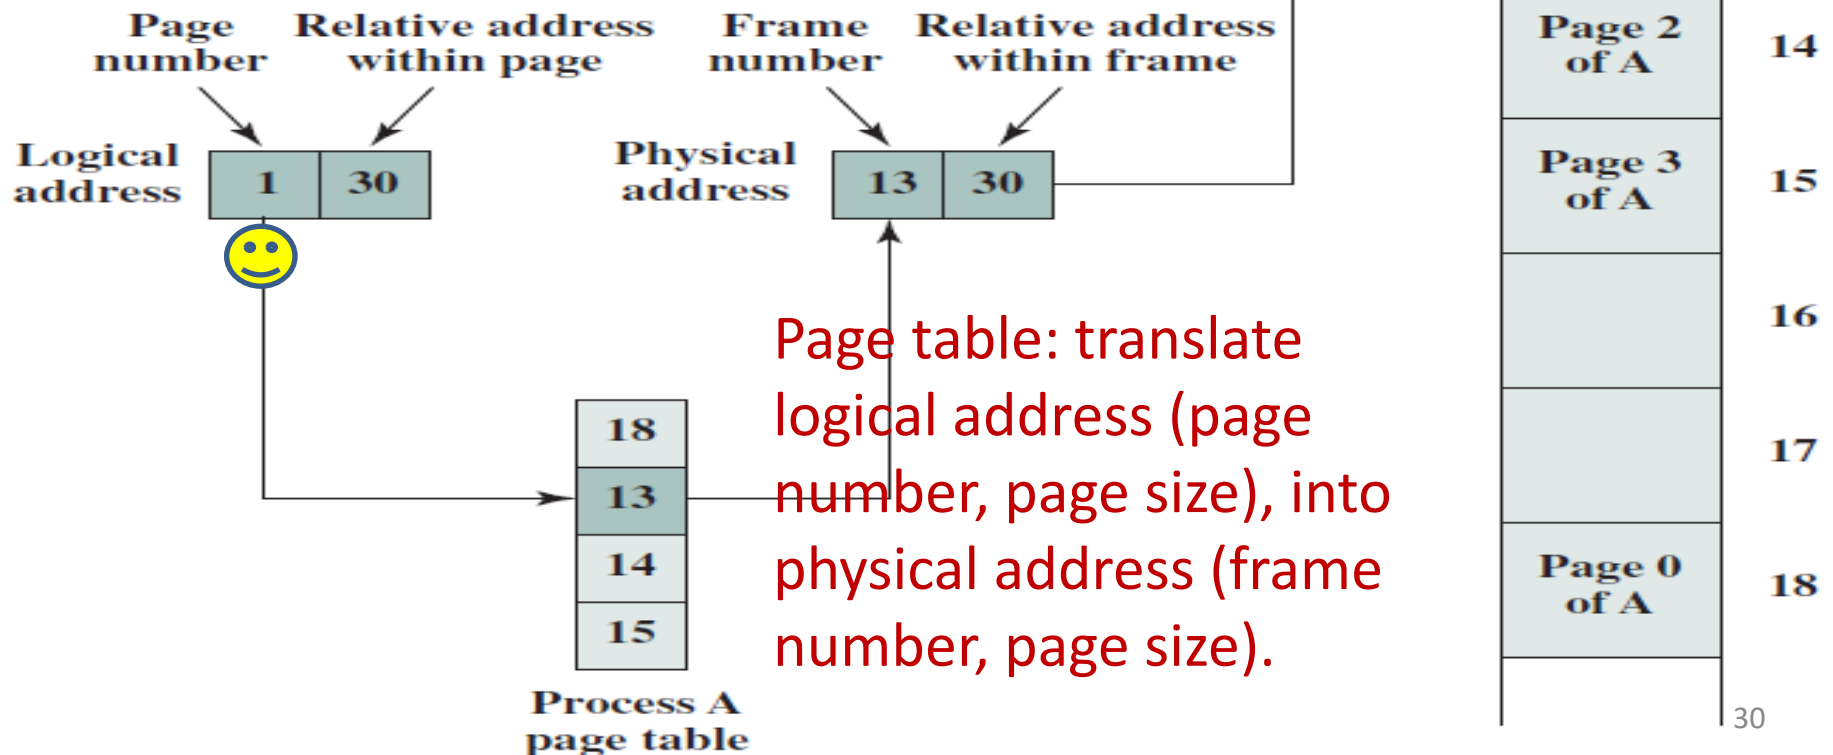 Page number
Relative address within page
Frame number
Relative address within frame
Logical address
1
30
Physical address
13
30
18
13
14
15
Process A
page table
Page table: translate
logical address (page
number, page size), into
physical address (frame
number, page size).
Page 2
of A
14
Page 3
of A
15
16
17
Page 0
of A
18
30